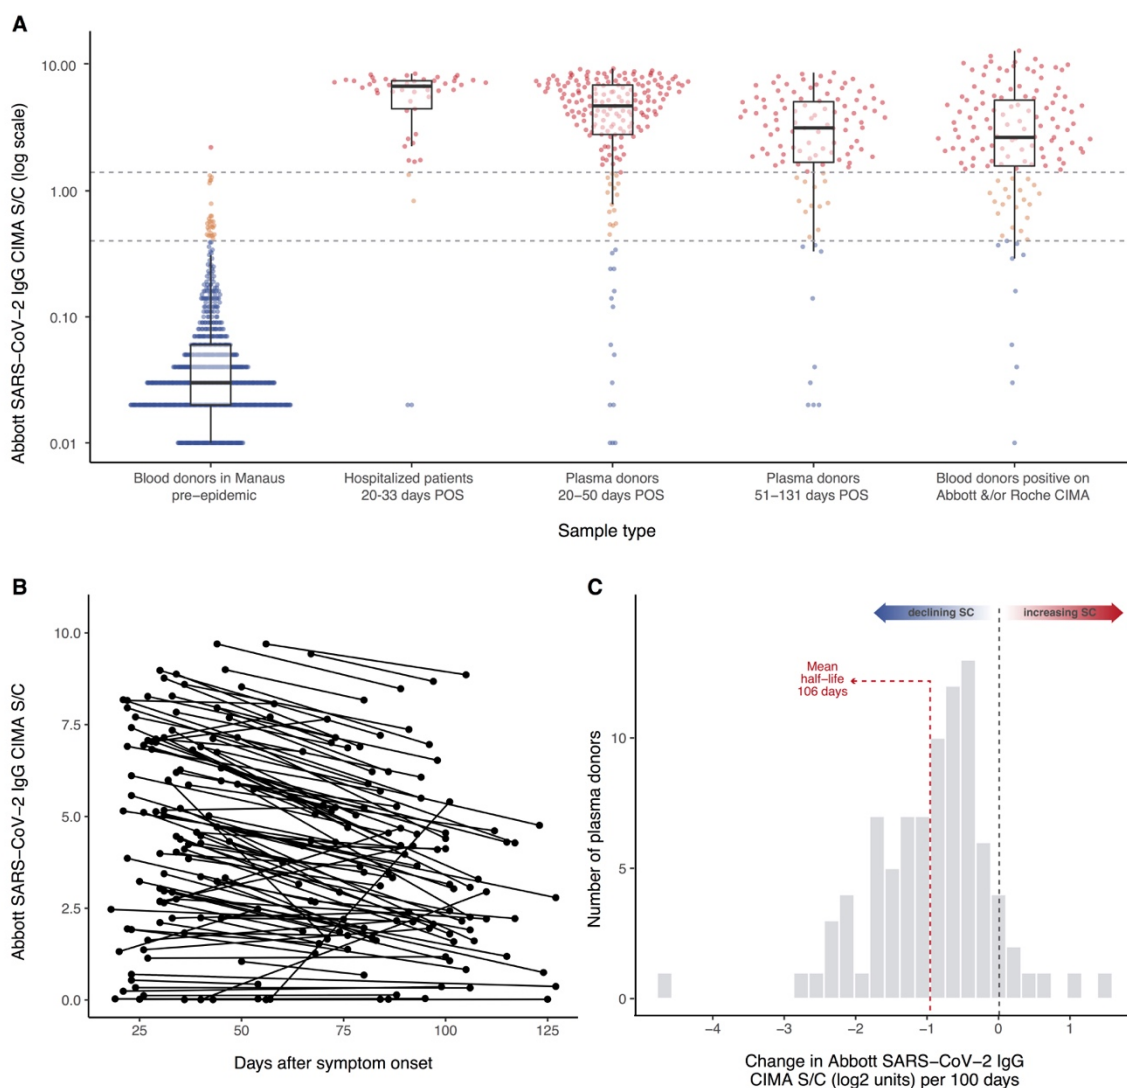 A
Abbott SARS−CoV−2 IgG CIMA S/C (log scale)
10.00
1.00
0.10
0.01
Blood donors in Manaus
pre−epidemic
Hospitalized patients
20-33 days POS
Plasma donors
20−50 days POS
Plasma donors
51−131 days POS
Blood donors positive on
Abbott &/or Roche CIMA
Sample type
B
Abbott SARS−CoV−2 IgG CIMA S/C
10.0
7.5
5.0
2.5
0.0
25
50
75
100
125
Days after symptom onset
C
declining SC
increasing SC
Mean
half−life
106 days
Number of plasma donors
10
5
0
−4
−3
−2
−1
0
1
Change in Abbott SARS−CoV−2 IgG
CIMA S/C (log2 units) per 100 days